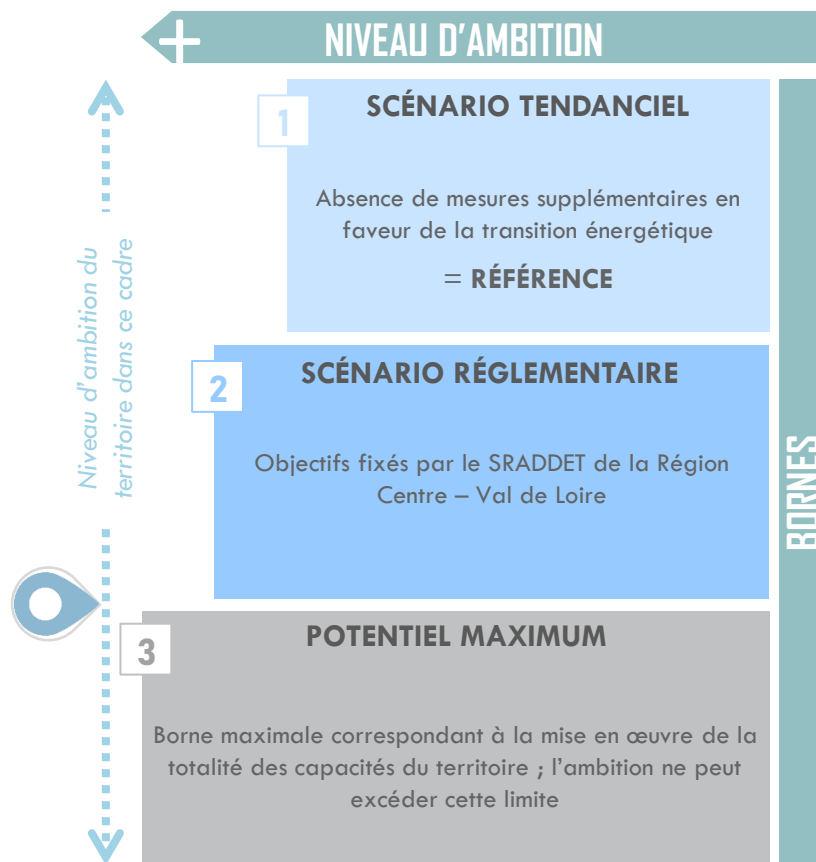 +
NIVEAU D'AMBITION
1
SCÉNARIO TENDANCIEL
Absence de mesures supplémentaires en
faveur de la transition énergétique
= RÉFÉRENCE
Niveau d'ambition du
territoire dans ce cadre
2
SCÉNARIO RÉGLEMENTAIRE
Objectifs fixés par le SRADDET de la Région
Centre – Val de Loire
BORNES
3
POTENTIEL MAXIMUM
Borne maximale correspondant à la mise en œuvre de la
totalité des capacités du territoire ; l'ambition ne peut
excéder cette limite